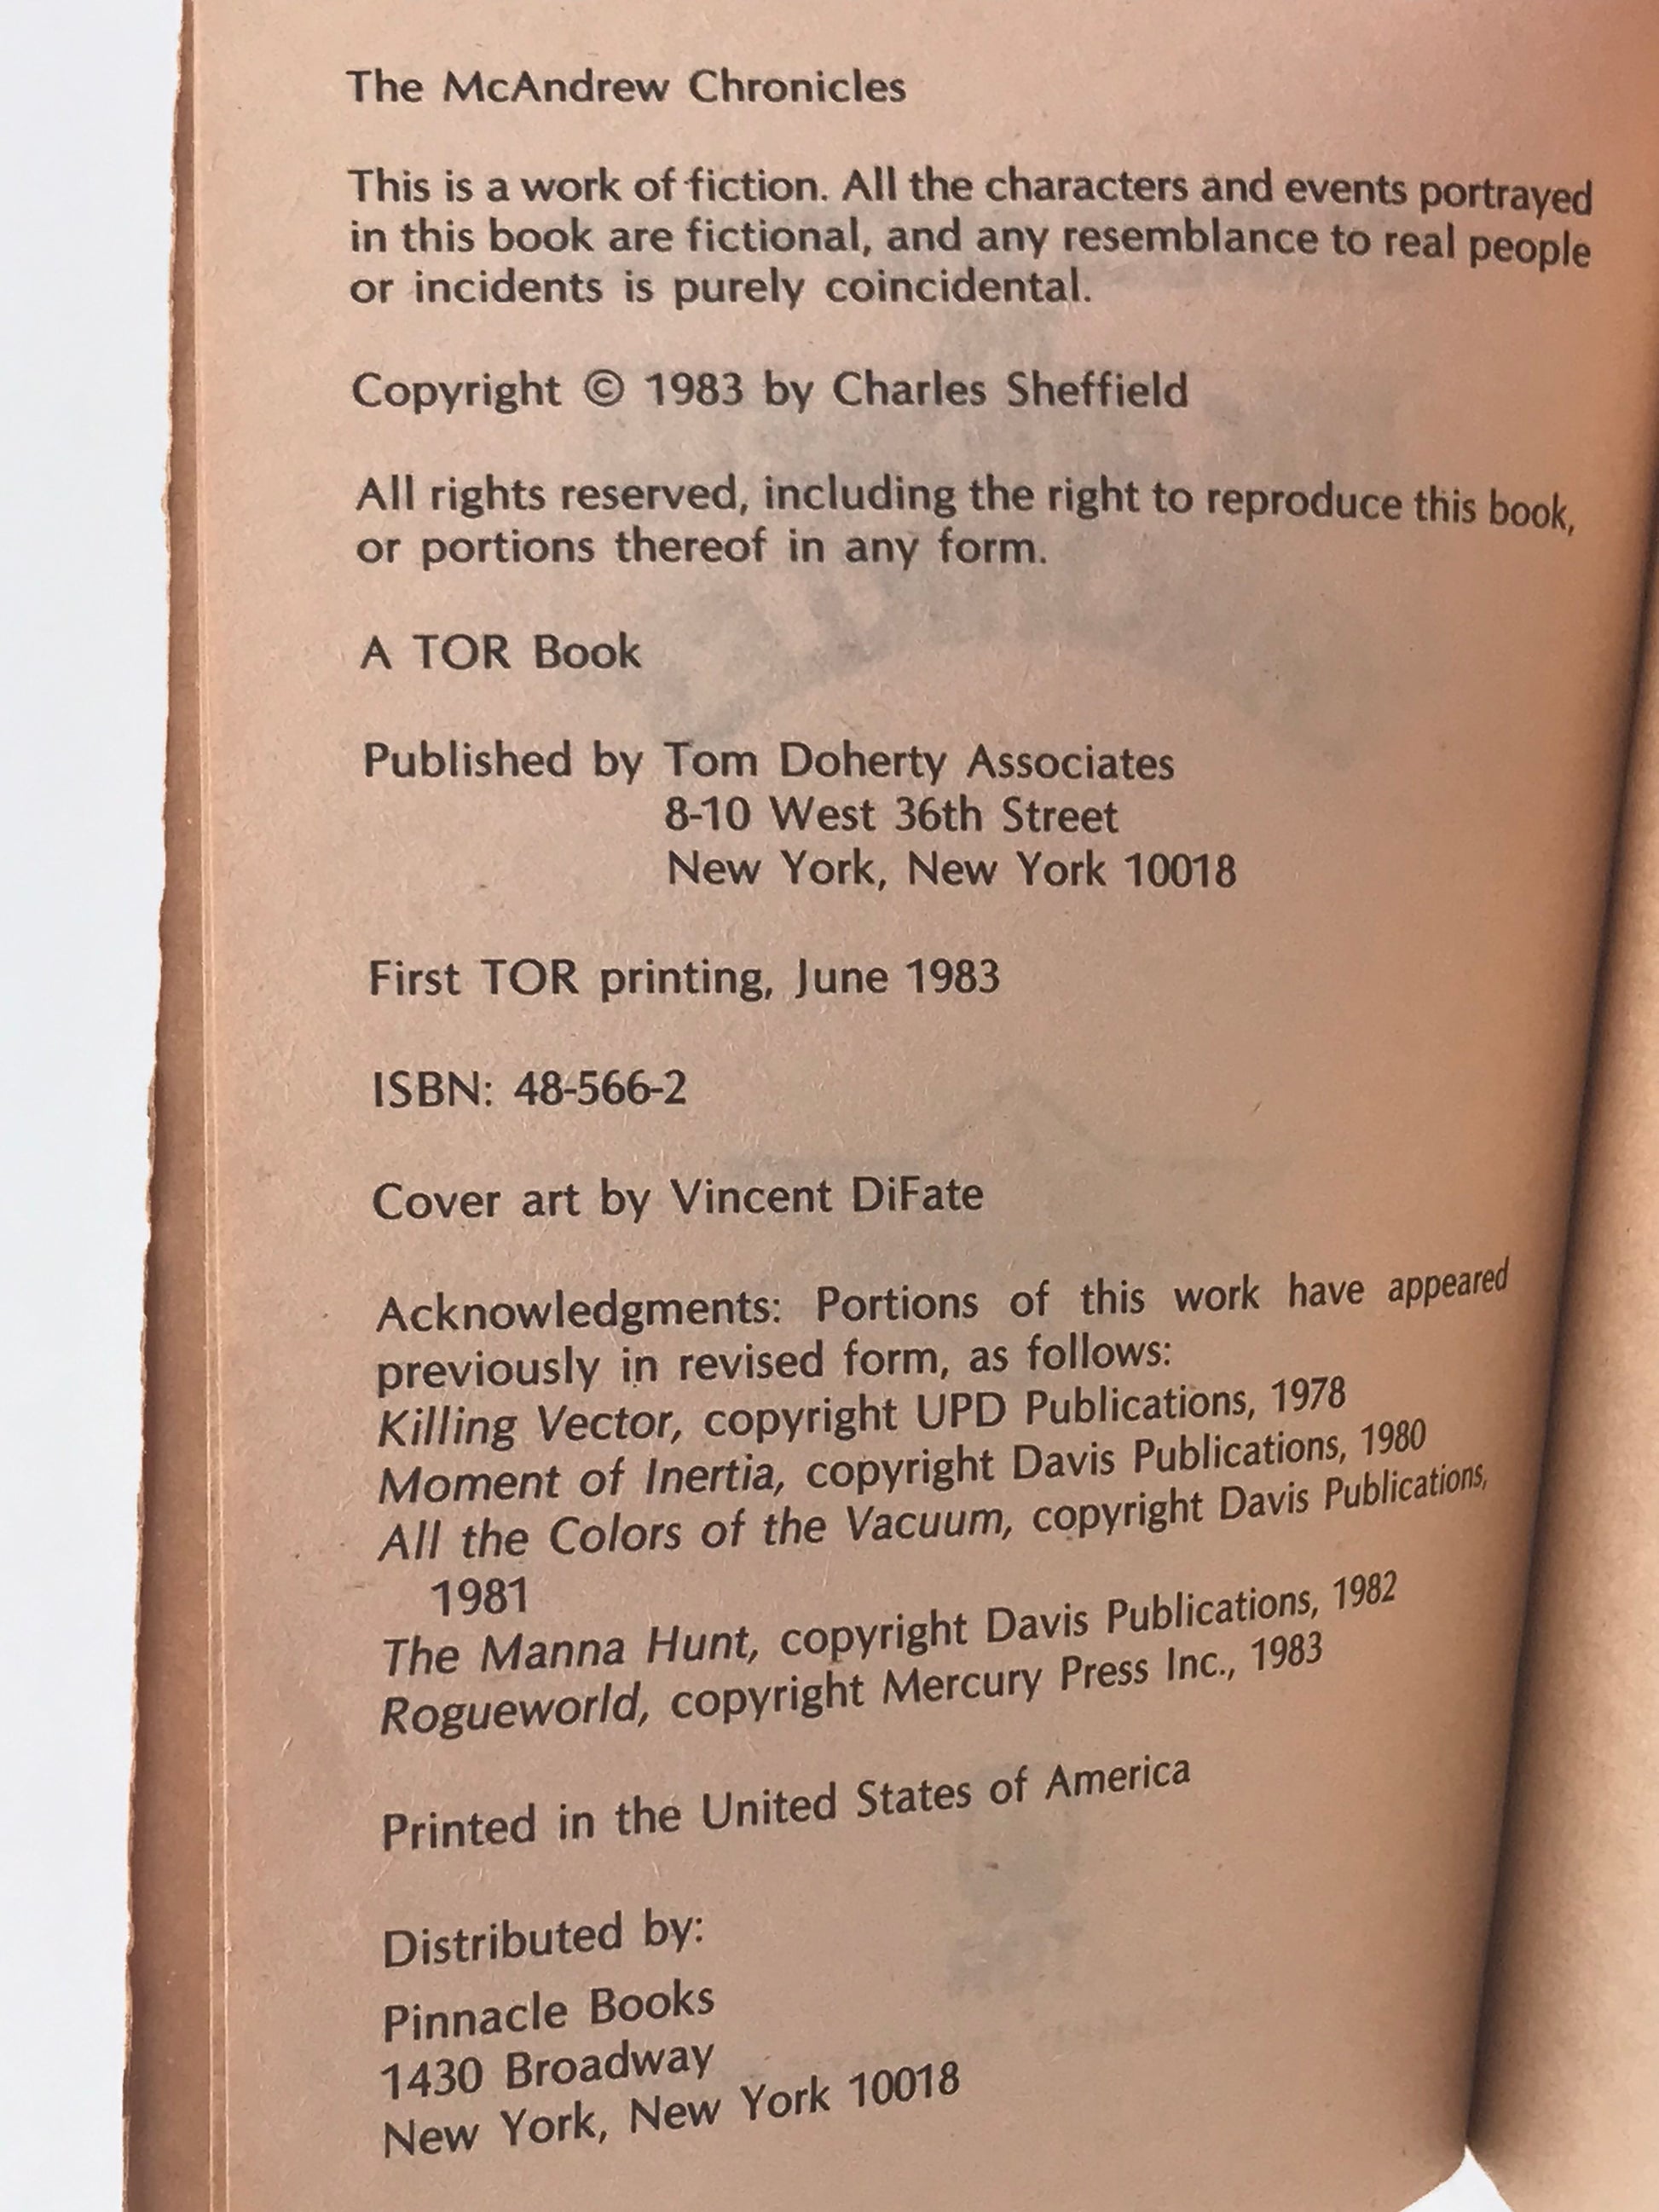 The McAndrew Chronicles
This is a work of fiction. All the characters and events portrayed
in this book are fictional, and any resemblance to real people
or incidents is purely coincidental.
Copyright © 1983 by Charles Sheffield
All rights reserved, including the right to reproduce this book,
or portions thereof in any form.
A TOR Book
Published by Tom Doherty Associates
8-10 West 36th Street
New York, New York 10018
First TOR printing, June 1983
ISBN: 48-566-2
Cover art by Vincent DiFate
Acknowledgments: Portions of this work have appeared
previously in revised form, as follows:
Killing Vector, copyright UPD Publications, 1978
Moment of Inertia, copyright Davis Publications, 1980
All the Colors of the Vacuum, copyright Davis Publications,
1981
The Manna Hunt, copyright Davis Publications, 1982
Rogueworld, copyright Mercury Press Inc., 1983
Printed in the United States of America
Distributed by:
Pinnacle Books
1430 Broadway
New York, New York 10018